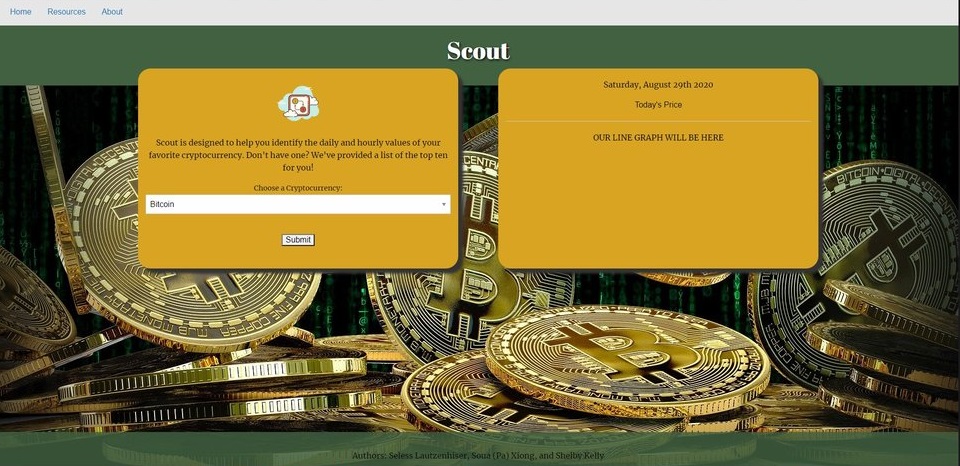 Home Resources About
Scout
Scout is designed to help you identify the daily and hourly values of your
favorite cryptocurrency. Don't have one? We've provided a list of the top ten
for you!
Choose a Cryptocurrency:
Bitcoin
Submit
Saturday, August 29th 2020
Today's Price
OUR LINE GRAPH WILL BE HERE
BITCOIN•DIGITAL
Authors: Seless Lautzenhiser, Soua (Pa) Xiong, and Shelby Kelly